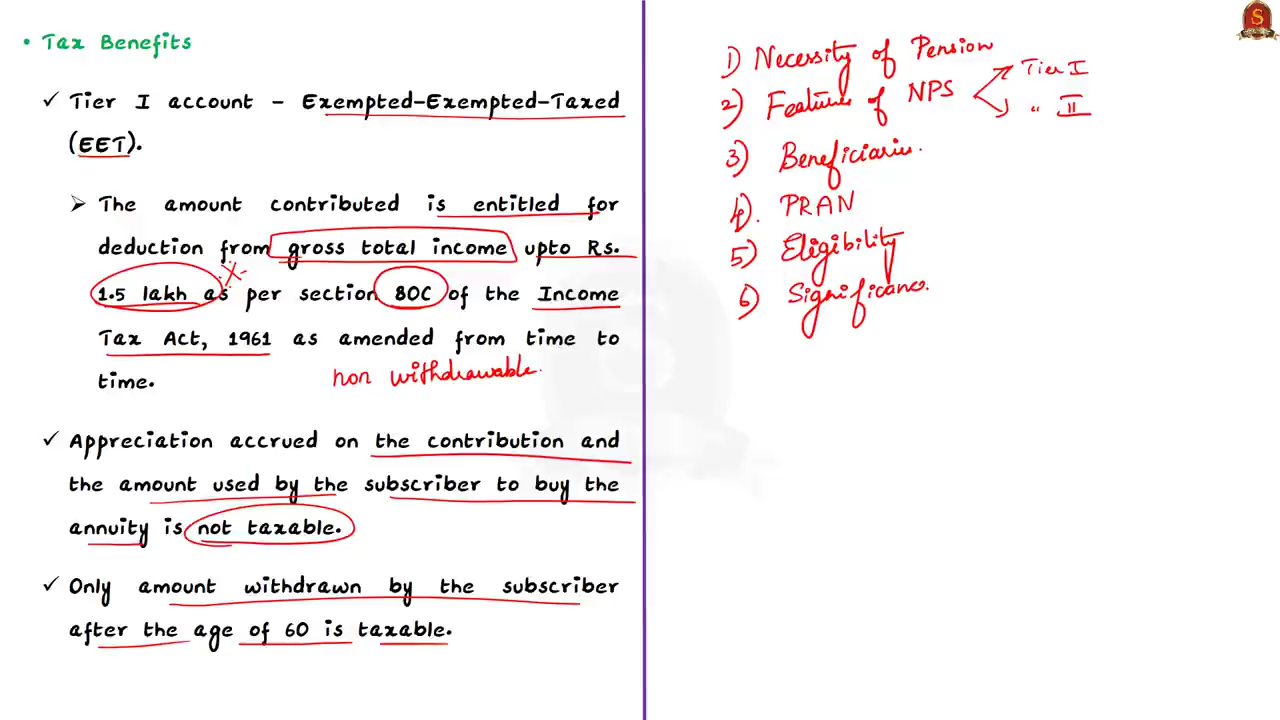 • Tax Benefits
✓ Tier I account - Exempted-Exempted-Taxed
(EET).
➢ The amount contributed is entitled for
deduction from gross total income upto Rs.
1.5 lakh as per section 80C of the Income
Tax Act, 1961 as amended from time to
time.
non withdrawable.
✓ Appreciation accrued on the contribution and
the amount used by the subscriber to buy the
annuity is not taxable.
✓ Only amount withdrawn by the subscriber
after the age of 60 is taxable.
1) Necessity of Pension
2) Features of NPS
Tier I
" II
3) Beneficiaries.
4). PRAN
5) Eligibility
6) Significance.
S